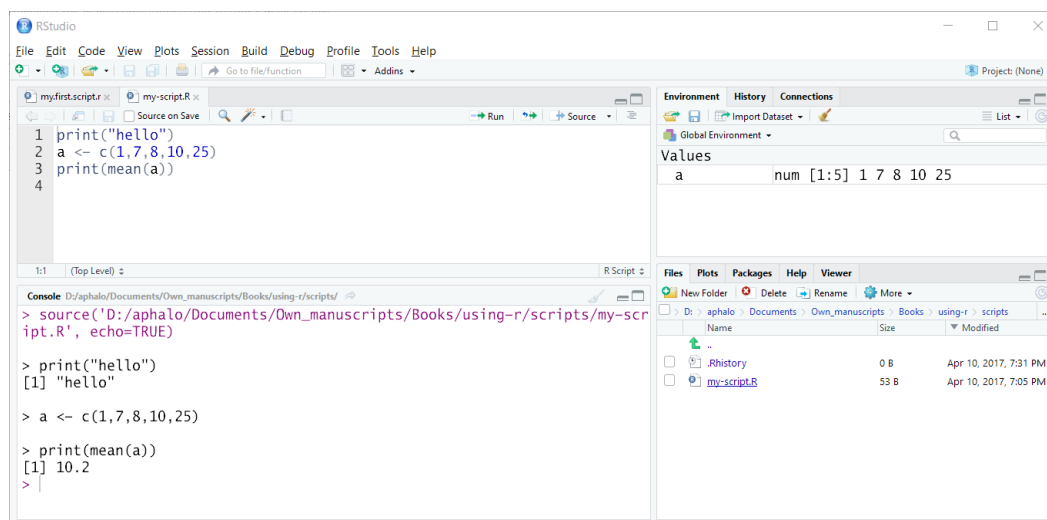 RStudio
File Edit Code View Plots Session Build Debug Profile Tools Help
Go to file/function Addins Project: (None)
my.first.script.r my-script.R
Source on Save Run Source
1 print("hello")
2 a <- c(1,7,8,10,25)
3 print(mean(a))
4
1:1 (Top Level) R Script
Console D:/aphalo/Documents/Own_manuscripts/Books/using-r/scripts/
> source('D:/aphalo/Documents/Own_manuscripts/Books/using-r/scripts/my-scr
ipt.R', echo=TRUE)
> print("hello")
[1] "hello"
> a <- c(1,7,8,10,25)
> print(mean(a))
[1] 10.2
>
Environment History Connections
Import Dataset List
Global Environment
Values
a num [1:5] 1 7 8 10 25
Files Plots Packages Help Viewer
New Folder Delete Rename More
D: > aphalo > Documents > Own_manuscripts > Books > using-r > scripts ...
Name Size Modified
..
.Rhistory 0 B Apr 10, 2017, 7:31 PM
my-script.R 53 B Apr 10, 2017, 7:05 PM